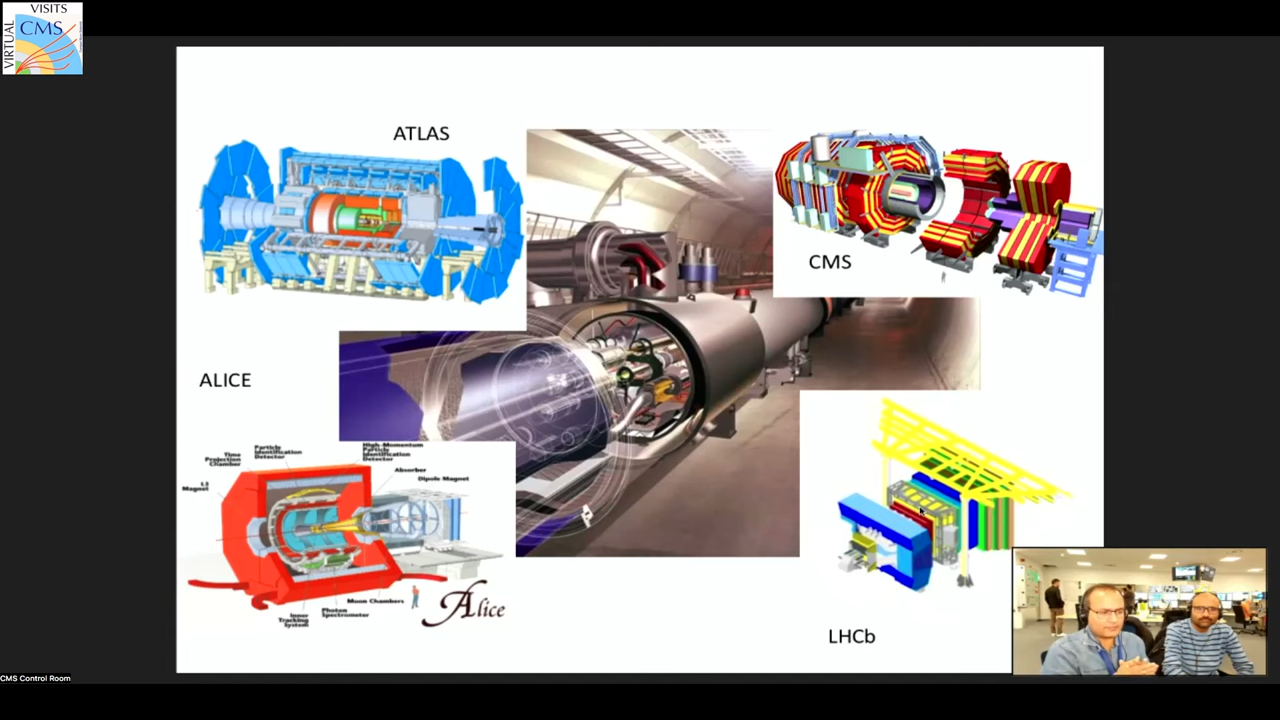 VISITS
VIRTUAL
CMS
ATLAS
CMS
ALICE
Time
Projection
Chamber
Particle
Identification
Detector
High-Momentum
Particle
Identification
Detector
L3
Magnet
Absorber
Dipole Magnet
Muon Chambers
Photon
Spectrometer
Inner
Tracking
System
Alice
LHCb
CMS Control Room